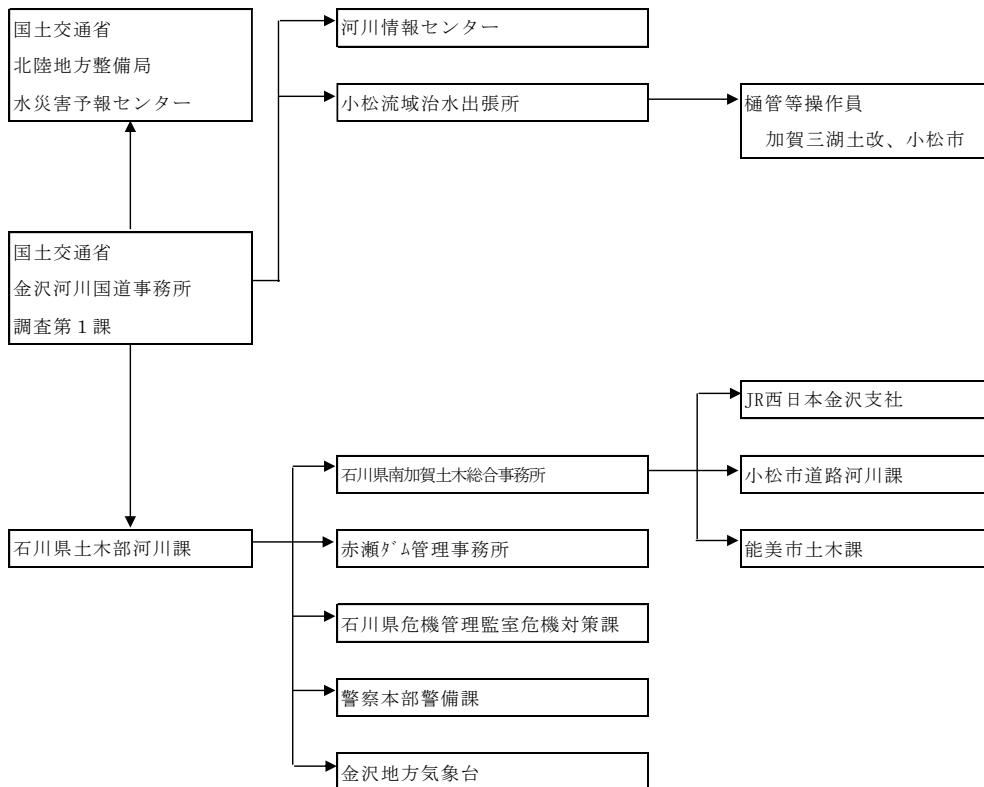 国土交通省
北陸地方整備局
水災害予報センター
河川情報センター
小松流域治水出張所
樋管等操作員
加賀三湖土改、小松市
国土交通省
金沢河川国道事務所
調査第１課
JR西日本金沢支社
石川県南加賀土木総合事務所
小松市道路河川課
石川県土木部河川課
赤瀬ﾀﾞﾑ管理事務所
能美市土木課
石川県危機管理監室危機対策課
警察本部警備課
金沢地方気象台